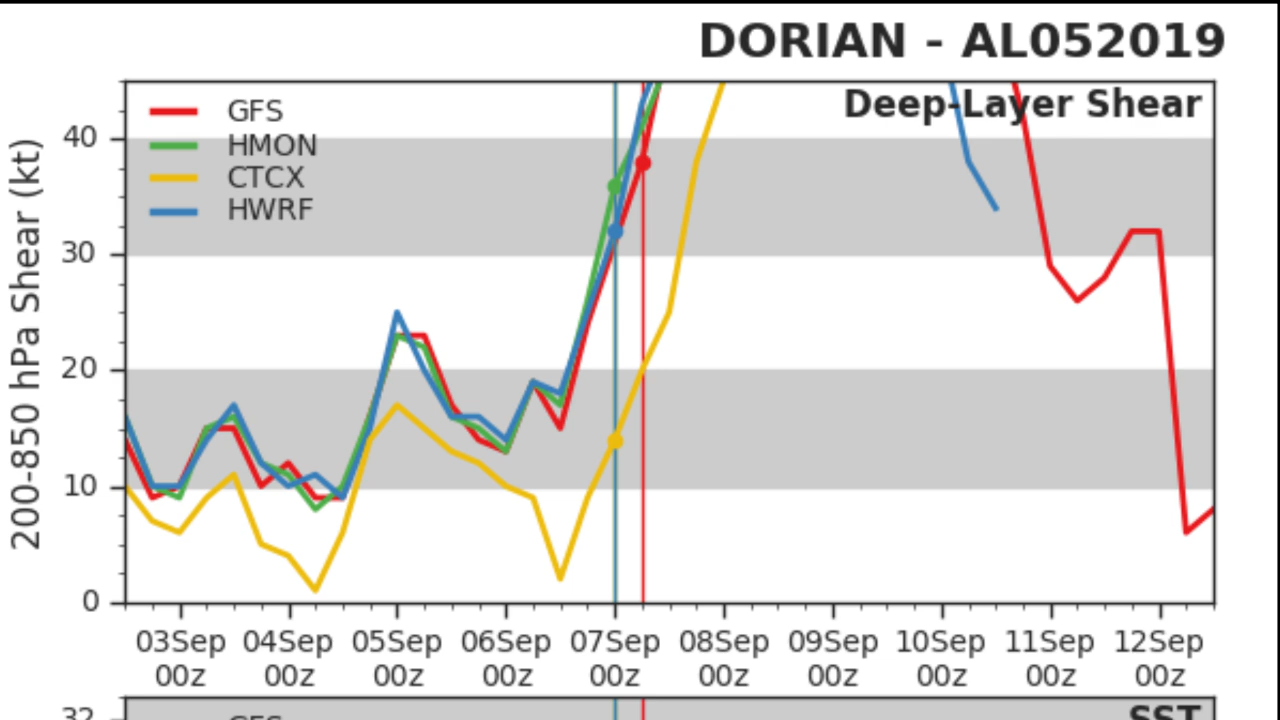 DORIAN - AL052019
Deep-Layer Shear
GFS
HMON
CTCX
HWRF
200-850 hPa Shear (kt)
40
30
20
10
0
03Sep 04Sep 05Sep 06Sep 07Sep 08Sep 09Sep 10Sep 11Sep 12Sep
00z 00z 00z 00z 00z 00z 00z 00z 00z 00z
32
GFS
SST